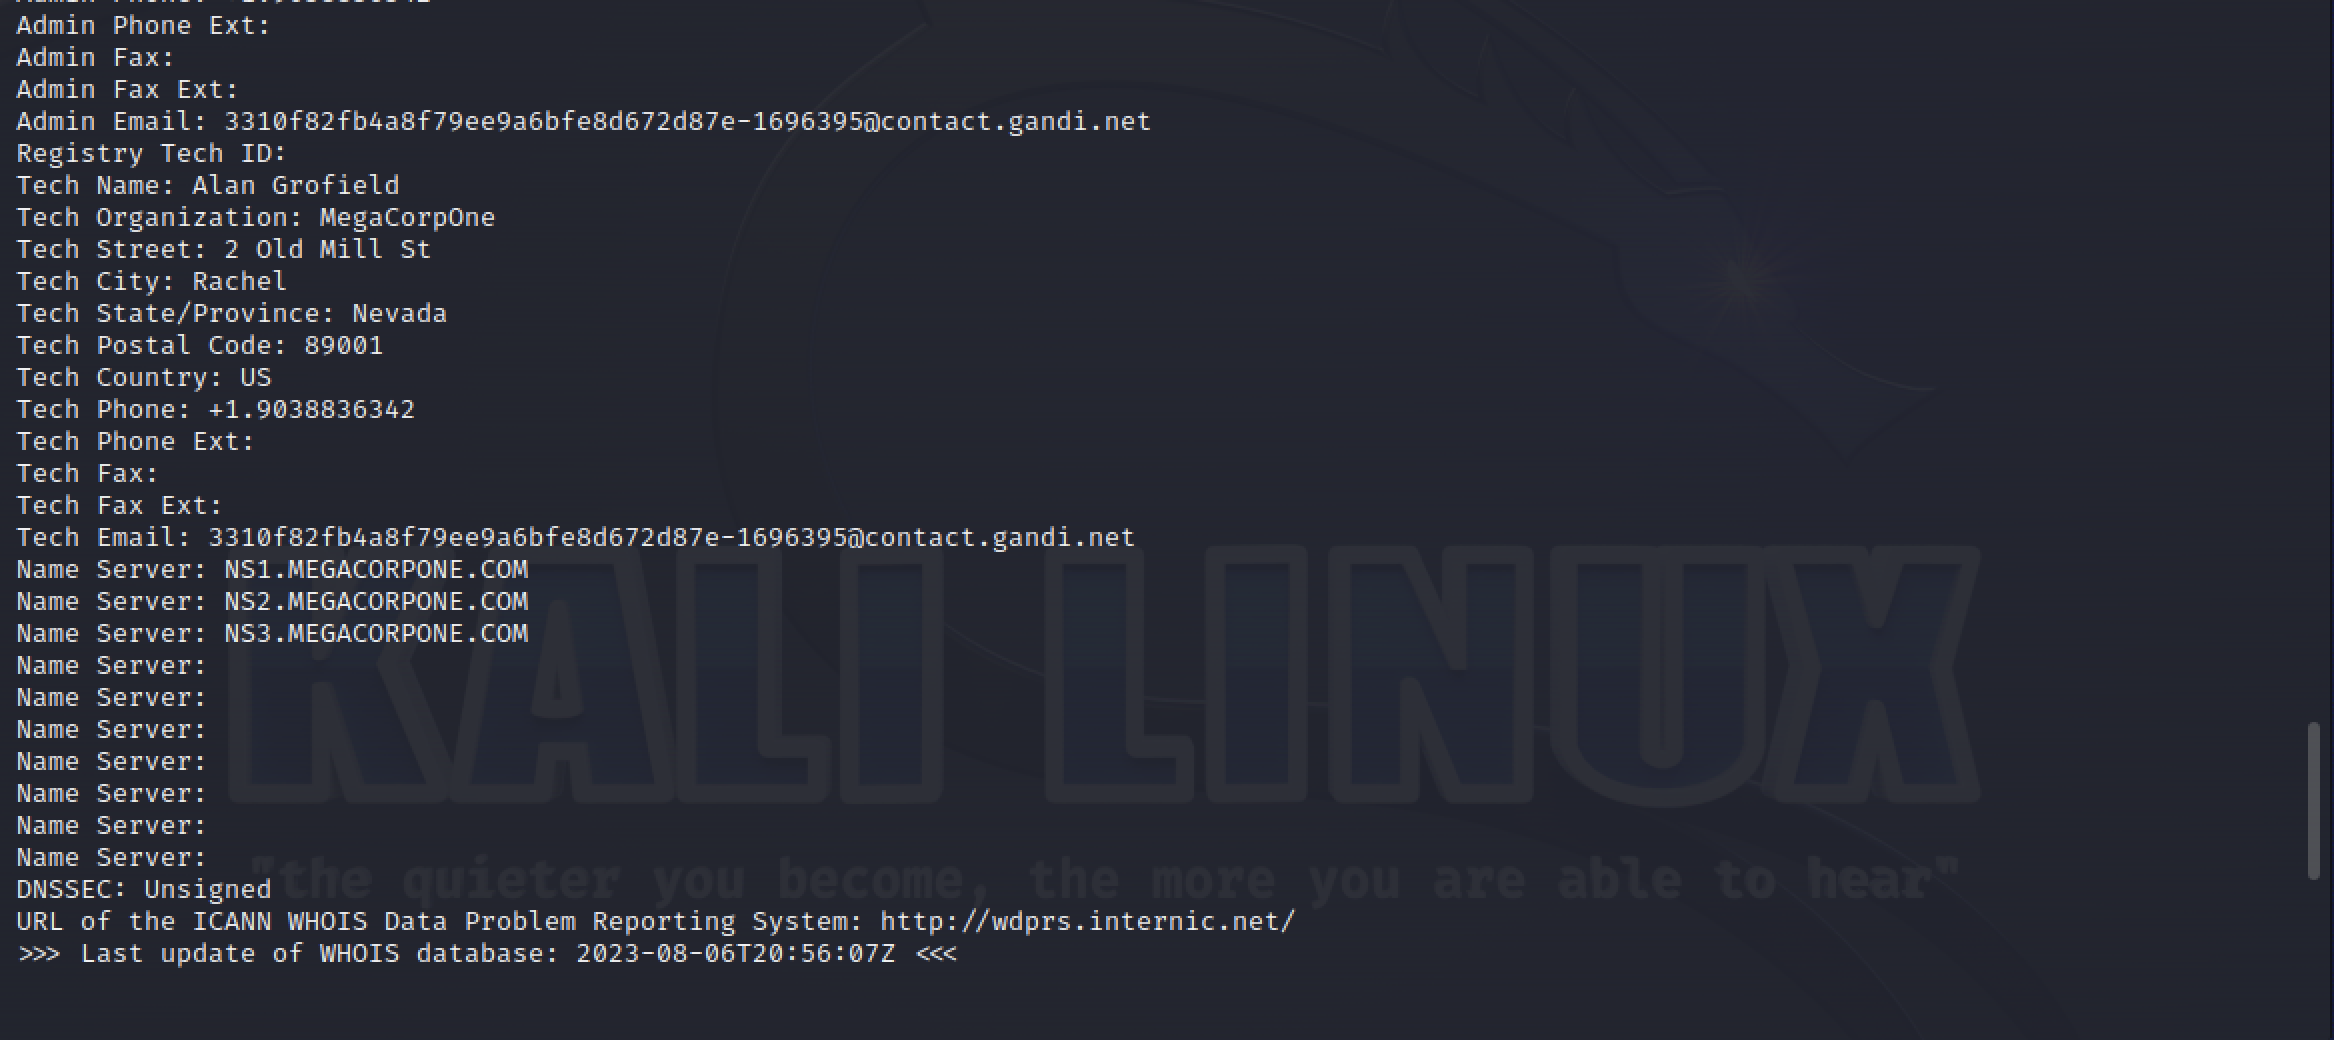 Admin Phone Ext:
Admin Fax:
Admin Fax Ext:
Admin Email: 3310f82fb4a8f79ee9a6bfe8d672d87e-1696395@contact.gandi.net
Registry Tech ID:
Tech Name: Alan Grofield
Tech Organization: MegaCorpOne
Tech Street: 2 Old Mill St
Tech City: Rachel
Tech State/Province: Nevada
Tech Postal Code: 89001
Tech Country: US
Tech Phone: +1.9038836342
Tech Phone Ext:
Tech Fax:
Tech Fax Ext:
Tech Email: 3310f82fb4a8f79ee9a6bfe8d672d87e-1696395@contact.gandi.net
Name Server: NS1.MEGACORPONE.COM
Name Server: NS2.MEGACORPONE.COM
Name Server: NS3.MEGACORPONE.COM
Name Server:
Name Server:
Name Server:
Name Server:
Name Server:
Name Server:
Name Server:
DNSSEC: Unsigned
URL of the ICANN WHOIS Data Problem Reporting System: http://wdprs.internic.net/
>>> Last update of WHOIS database: 2023-08-06T20:56:07Z <<<
KALI LINUX
"the quieter you become, the more you are able to hear"